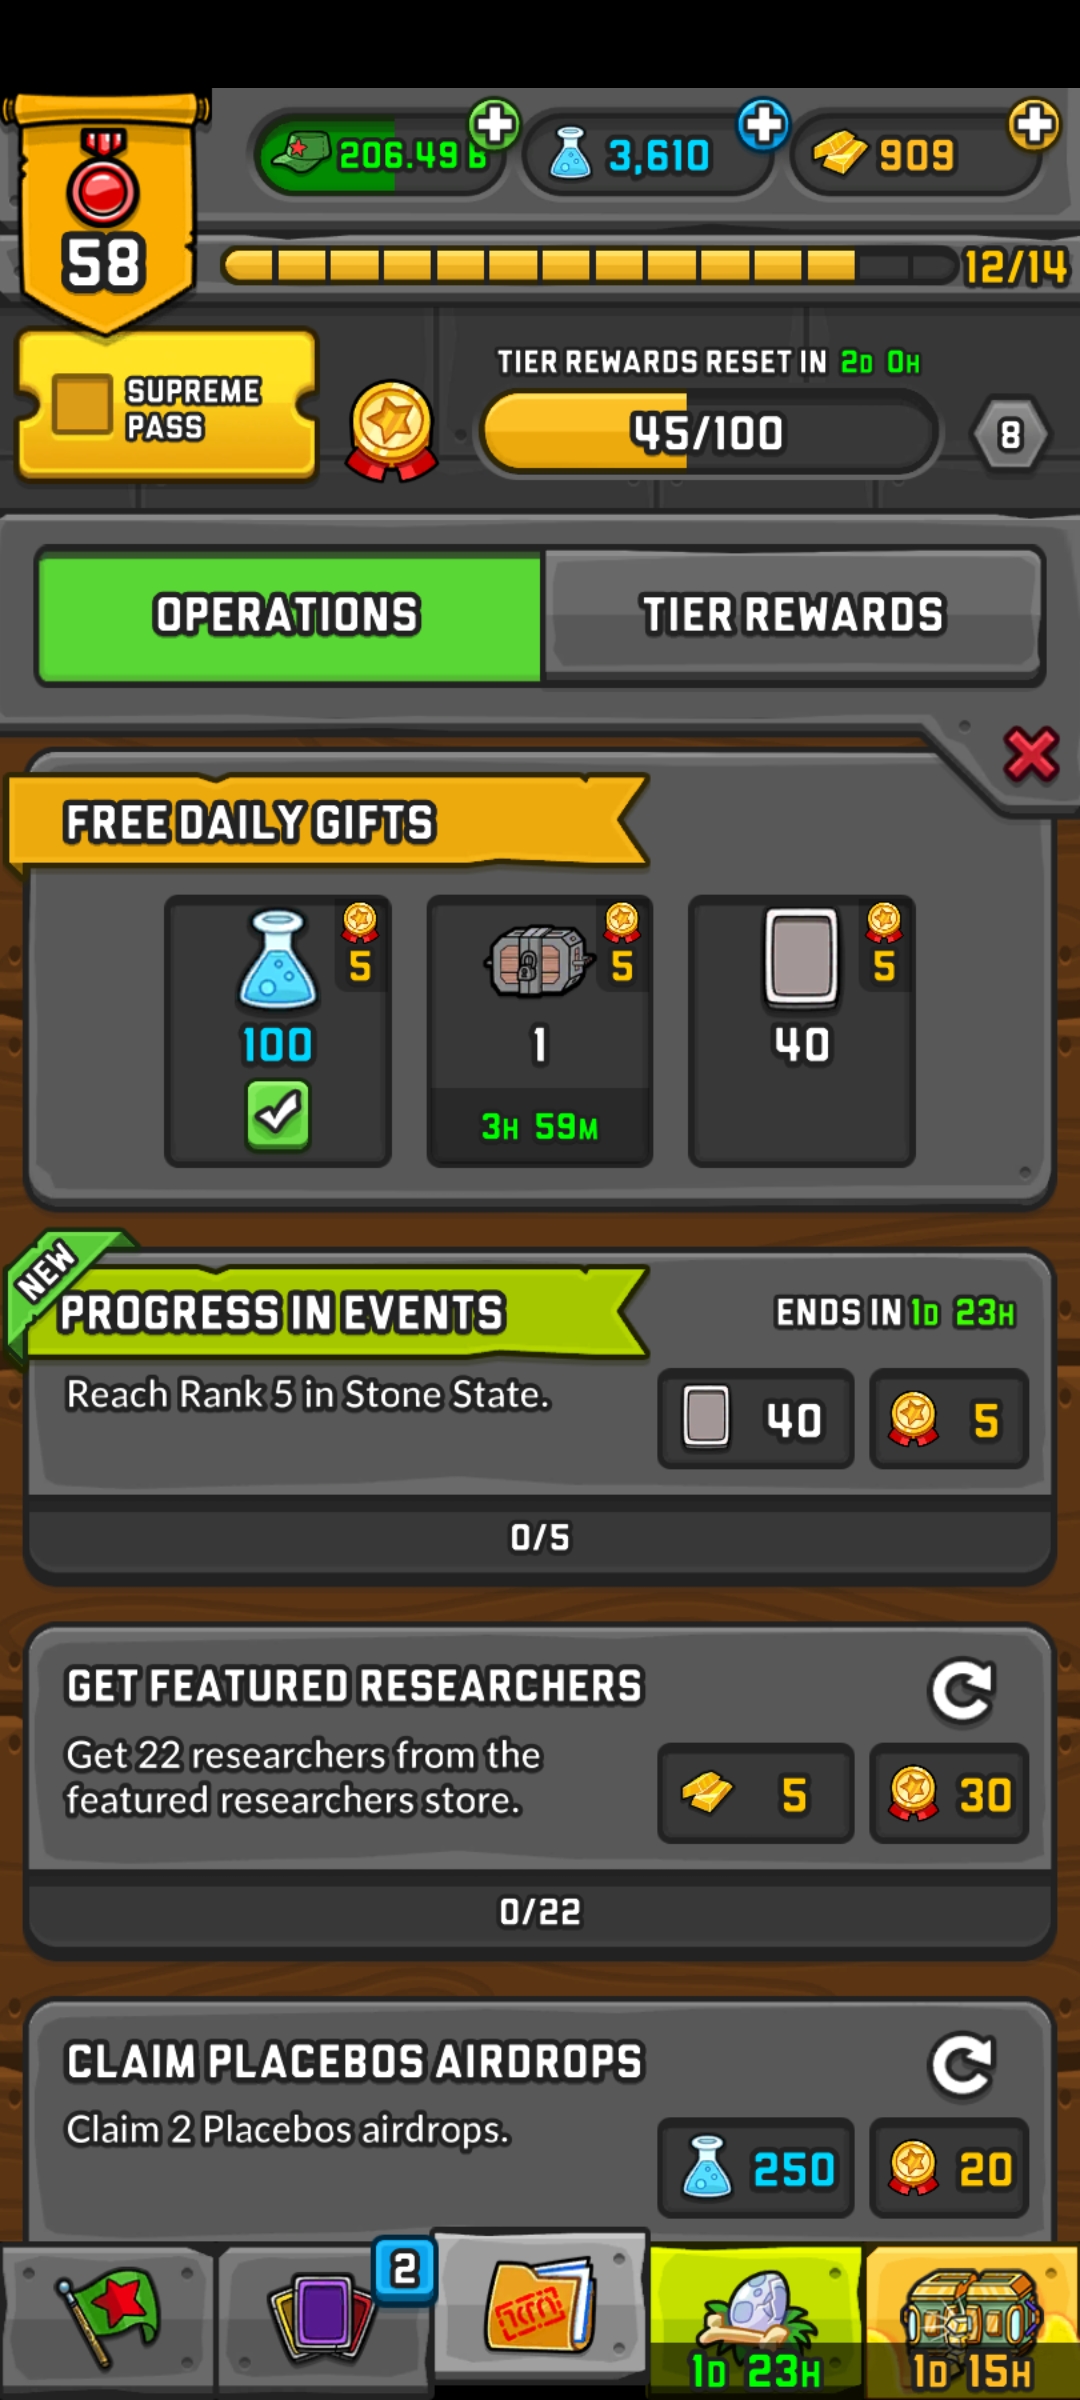 206.49 B
3,610
909
58
12/14
SUPREME
PASS
TIER REWARDS RESET IN 2D 0H
45/100
8
OPERATIONS
TIER REWARDS
FREE DAILY GIFTS
5
5
5
100
1
40
3H 59M
NEW
PROGRESS IN EVENTS
ENDS IN 1D 23H
Reach Rank 5 in Stone State.
40
5
0/5
GET FEATURED RESEARCHERS
Get 22 researchers from the
featured researchers store.
5
30
0/22
CLAIM PLACEBOS AIRDROPS
Claim 2 Placebos airdrops.
250
20
2
1D 23H
1D 15H